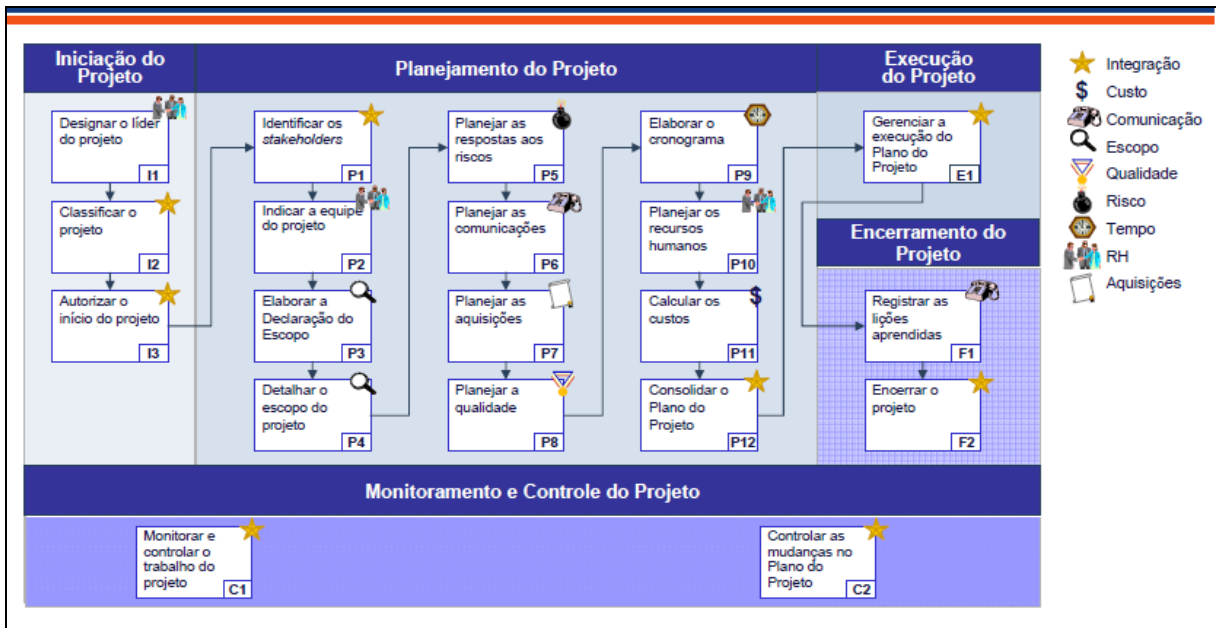 Iniciação do
Projeto
Planejamento do Projeto
Execução
do Projeto
Designar o líder
do projeto
I1
Classificar o
projeto
I2
Autorizar o
início do projeto
I3
Identificar os
stakeholders
P1
Indicar a equipe
do projeto
P2
Elaborar a
Declaração do
Escopo
P3
Detalhar o
escopo do
projeto
P4
Planejar as
respostas aos
riscos
P5
Planejar as
comunicações
P6
Planejar as
aquisições
P7
Planejar a
qualidade
P8
Elaborar o
cronograma
P9
Planejar os
recursos
humanos
P10
Calcular os
custos
$
P11
Consolidar o
Plano do
Projeto
P12
Gerenciar a
execução do
Plano do
Projeto
E1
Encerramento do
Projeto
Registrar as
lições
aprendidas
F1
Encerrar o
projeto
F2
Monitoramento e Controle do Projeto
Monitorar e
controlar o
trabalho do
projeto
C1
Controlar as
mudanças no
Plano do
Projeto
C2
Integração
$ Custo
Comunicação
Escopo
Qualidade
Risco
Tempo
RH
Aquisições